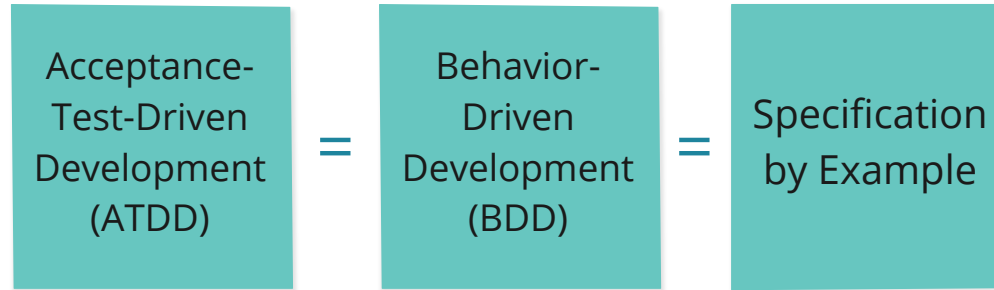 Acceptance-
Test-Driven
Development
(ATDD)
=
Behavior-
Driven
Development
(BDD)
=
Specification
by Example